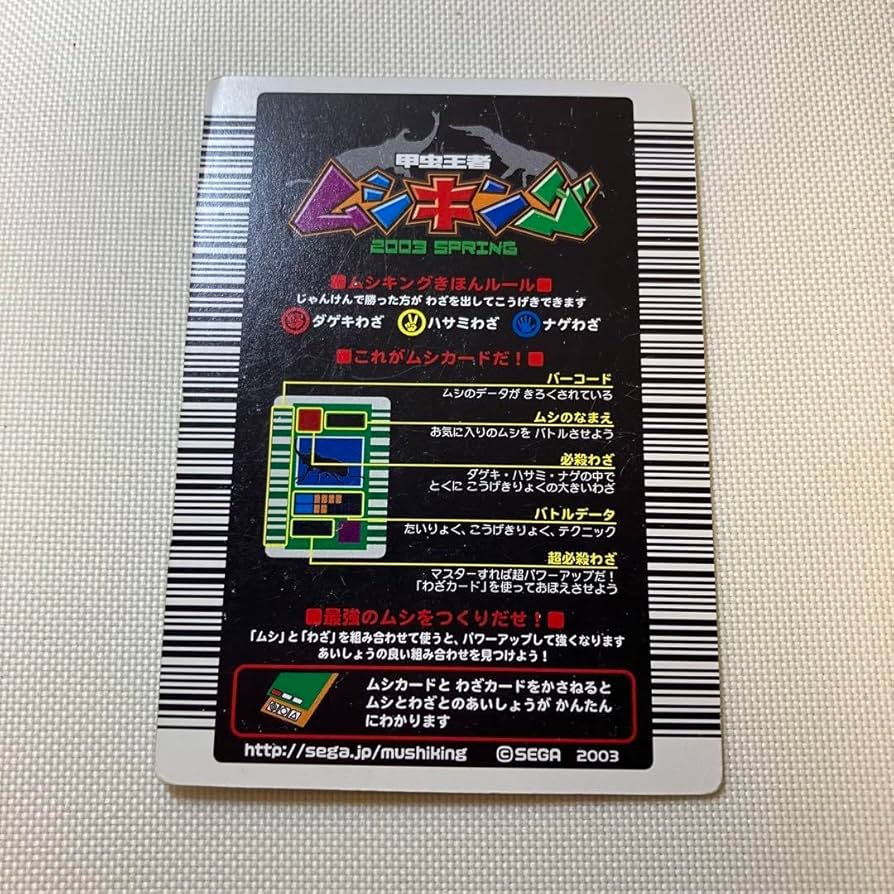 甲虫王者
ムシキング
2003 SPRING
ムシキングきほんルール
じゃんけんで勝った方が わざを出してこうげきできます
ダゲキわざ ハサミわざ ナゲわざ
これがムシカードだ！
バーコード
ムシのデータが きろくされている
ムシのなまえ
お気に入りのムシを バトルさせよう
必殺わざ
ダゲキ・ハサミ・ナゲの中で
とくに こうげきりょくの大きいわざ
バトルデータ
たいりょく、こうげきりょく、テクニック
超必殺わざ
マスターすれば超パワーアップだ！
「わざカード」を使っておぼえさせよう
最強のムシをつくりだせ！
「ムシ」と「わざ」を組み合わせて使うと、パワーアップして強くなります
あいしょうの良い組み合わせを見つけよう！
ムシカードと わざカードをかさねると
ムシとわざとのあいしょうが かんたん
にわかります
http://sega.jp/mushiking ©SEGA 2003